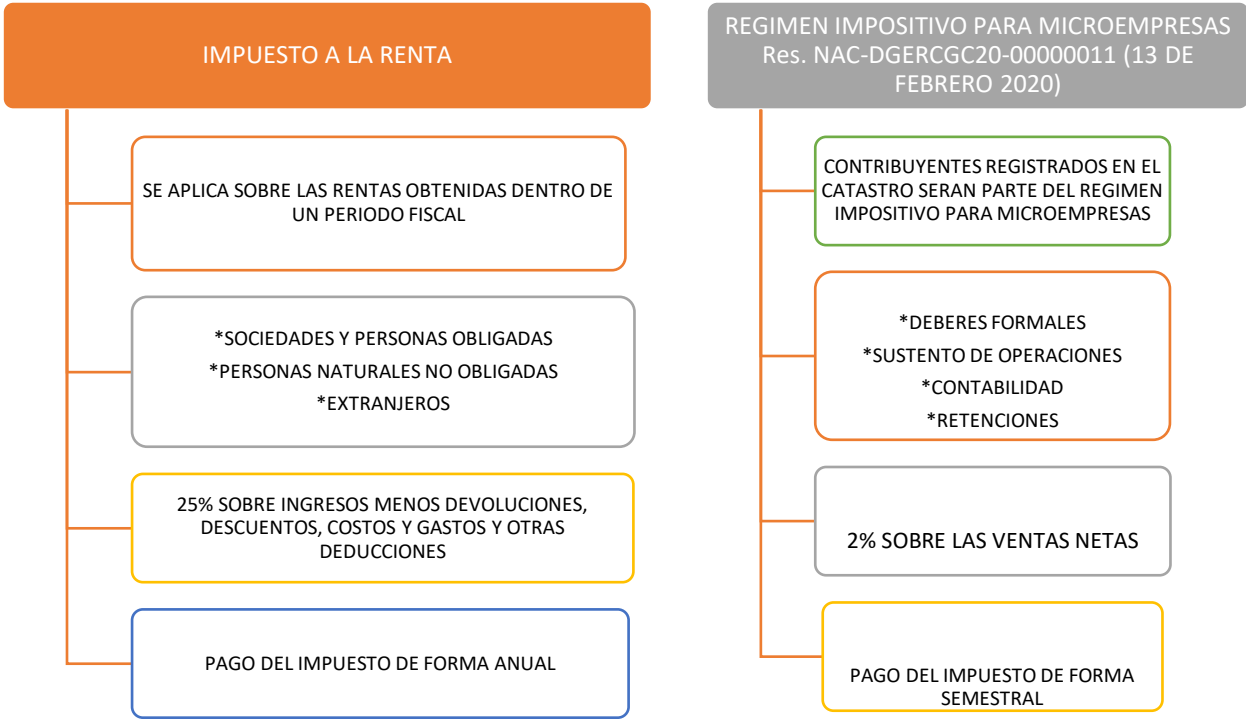 IMPUESTO A LA RENTA
SE APLICA SOBRE LAS RENTAS OBTENIDAS DENTRO DE
UN PERIODO FISCAL
*SOCIEDADES Y PERSONAS OBLIGADAS
*PERSONAS NATURALES NO OBLIGADAS
*EXTRANJEROS
25% SOBRE INGRESOS MENOS DEVOLUCIONES,
DESCUENTOS, COSTOS Y GASTOS Y OTRAS
DEDUCCIONES
PAGO DEL IMPUESTO DE FORMA ANUAL
REGIMEN IMPOSITIVO PARA MICROEMPRESAS
Res. NAC-DGERCGC20-00000011 (13 DE
FEBRERO 2020)
CONTRIBUYENTES REGISTRADOS EN EL
CATASTRO SERAN PARTE DEL REGIMEN
IMPOSITIVO PARA MICROEMPRESAS
*DEBERES FORMALES
*SUSTENTO DE OPERACIONES
*CONTABILIDAD
*RETENCIONES
2% SOBRE LAS VENTAS NETAS
PAGO DEL IMPUESTO DE FORMA
SEMESTRAL